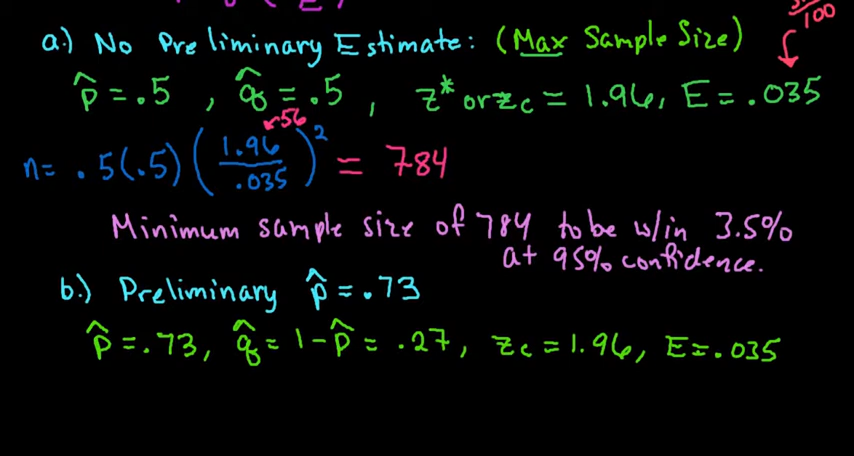 a.) No Preliminary Estimate: (Max Sample Size)
100
p̂ = .5 , q̂ = .5 , z* or zc = 1.96, E = .035
56
n = .5(.5)(1.96/.035)² = 784
Minimum sample size of 784 to be w/in 3.5%
at 95% confidence.
b.) Preliminary p̂ = .73
p̂ = .73, q̂ = 1 - p̂ = .27, zc = 1.96, E = .035